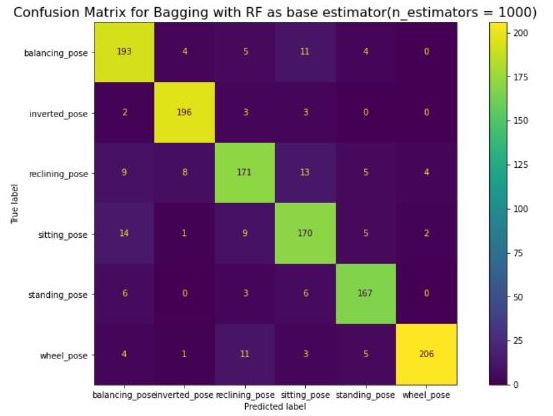 Confusion Matrix for Bagging with RF as base estimator(n_estimators = 1000)
balancing_pose 193 4 5 11 4 0
inverted_pose 2 196 3 3 0 0
reclining_pose 9 8 171 13 5 4
sitting_pose 14 1 9 170 5 2
standing_pose 6 0 3 6 167 0
wheel_pose 4 1 11 3 5 206
balancing_pose inverted_pose reclining_pose sitting_pose standing_pose wheel_pose
Predicted label
True label
200
175
150
125
100
75
50
25
0